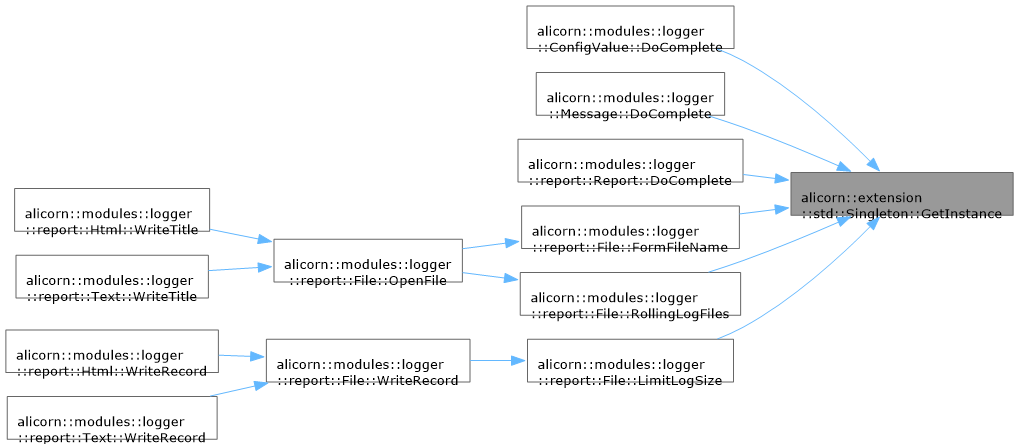 alicorn::modules::logger
::ConfigValue::DoComplete
alicorn::modules::logger
::Message::DoComplete
alicorn::modules::logger
::report::Report::DoComplete
alicorn::extension
::std::Singleton::GetInstance
alicorn::modules::logger
::report::Html::WriteTitle
alicorn::modules::logger
::report::File::FormFileName
alicorn::modules::logger
::report::File::OpenFile
alicorn::modules::logger
::report::Text::WriteTitle
alicorn::modules::logger
::report::File::RollingLogFiles
alicorn::modules::logger
::report::Html::WriteRecord
alicorn::modules::logger
::report::File::WriteRecord
alicorn::modules::logger
::report::File::LimitLogSize
alicorn::modules::logger
::report::Text::WriteRecord